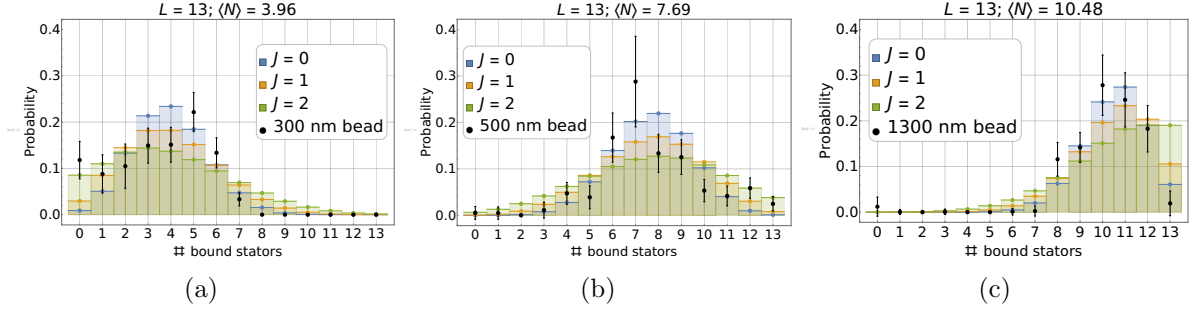 L = 13; ⟨N⟩ = 3.96
Probability
0.4
0.3
0.2
0.1
0.0
J = 0
J = 1
J = 2
300 nm bead
0 1 2 3 4 5 6 7 8 9 10 11 12 13
# bound stators
(a)
L = 13; ⟨N⟩ = 7.69
Probability
0.4
0.3
0.2
0.1
0.0
J = 0
J = 1
J = 2
500 nm bead
0 1 2 3 4 5 6 7 8 9 10 11 12 13
# bound stators
(b)
L = 13; ⟨N⟩ = 10.48
Probability
0.4
0.3
0.2
0.1
0.0
J = 0
J = 1
J = 2
1300 nm bead
0 1 2 3 4 5 6 7 8 9 10 11 12 13
# bound stators
(c)